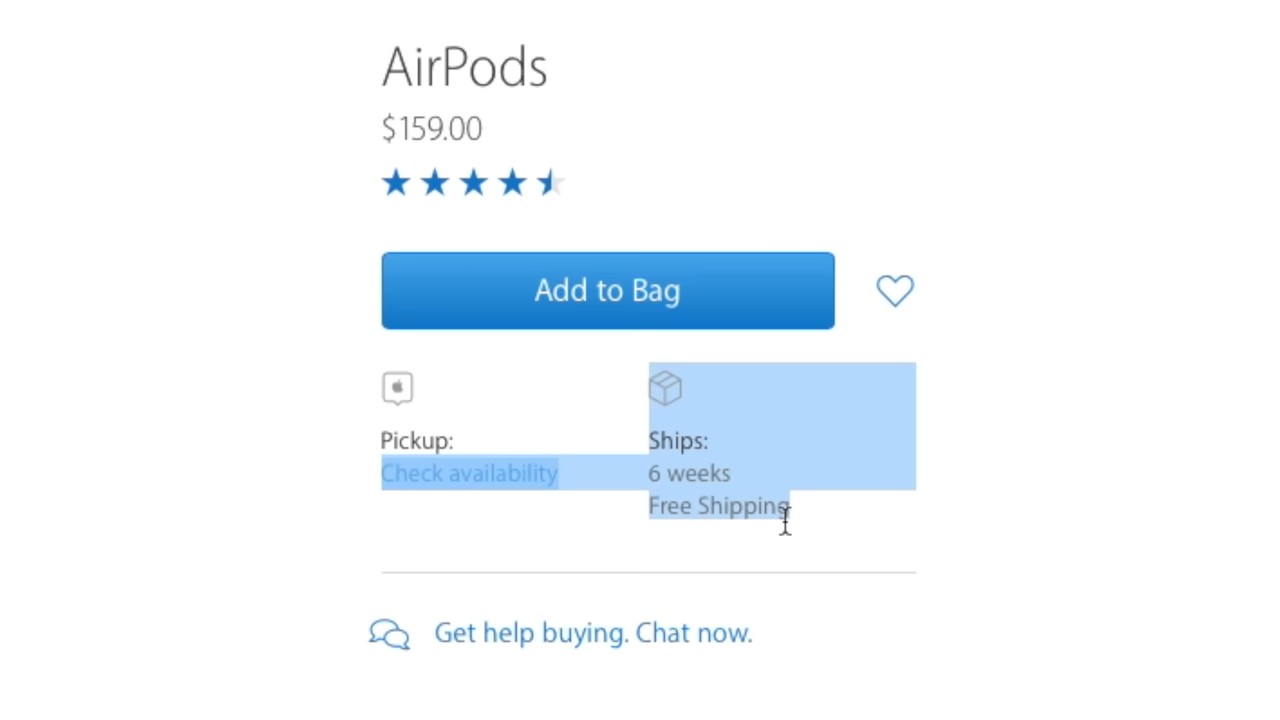 AirPods
$159.00
Add to Bag
Pickup:
Check availability
Ships:
6 weeks
Free Shipping
Get help buying. Chat now.